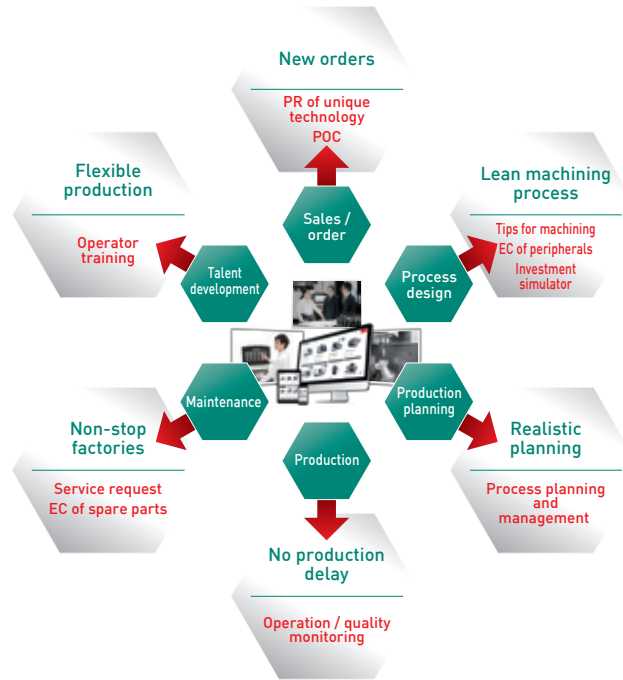 New orders
PR of unique
technology
POC
Sales /
order
Flexible
production
Operator
training
Talent
development
Lean machining
process
Tips for machining
EC of peripherals
Investment
simulator
Process
design
Maintenance
Non-stop
factories
Service request
EC of spare parts
Production
planning
Realistic
planning
Process planning
and
management
Production
No production
delay
Operation / quality
monitoring